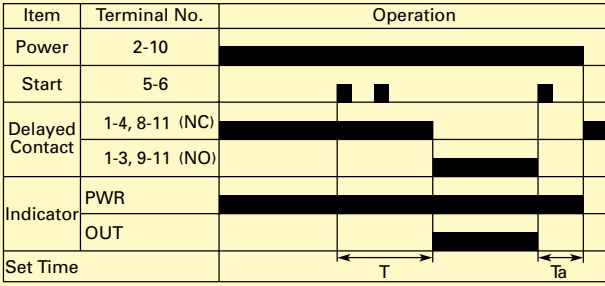 Item Terminal No. Operation
Power 2-10
Start 5-6
Delayed Contact 1-4, 8-11 (NC)
1-3, 9-11 (NO)
Indicator PWR
OUT
Set Time T Ta